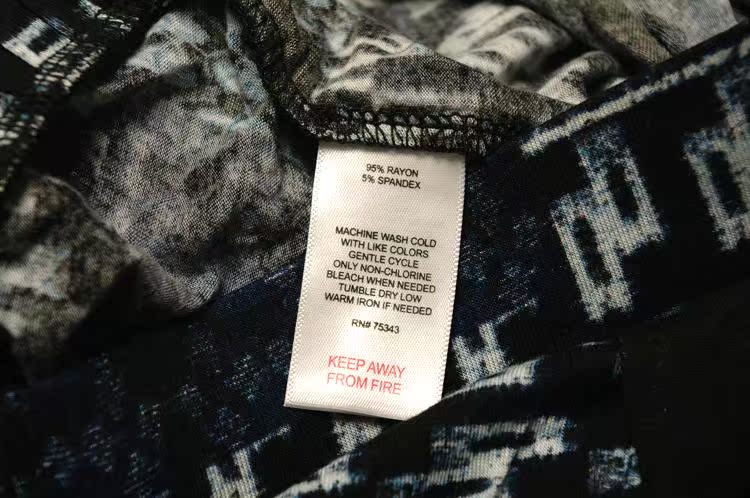 95% RAYON
5% SPANDEX
MACHINE WASH COLD
WITH LIKE COLORS
GENTLE CYCLE
ONLY NON-CHLORINE
BLEACH WHEN NEEDED
TUMBLE DRY LOW
WARM IRON IF NEEDED
RN# 75343
KEEP AWAY
FROM FIRE